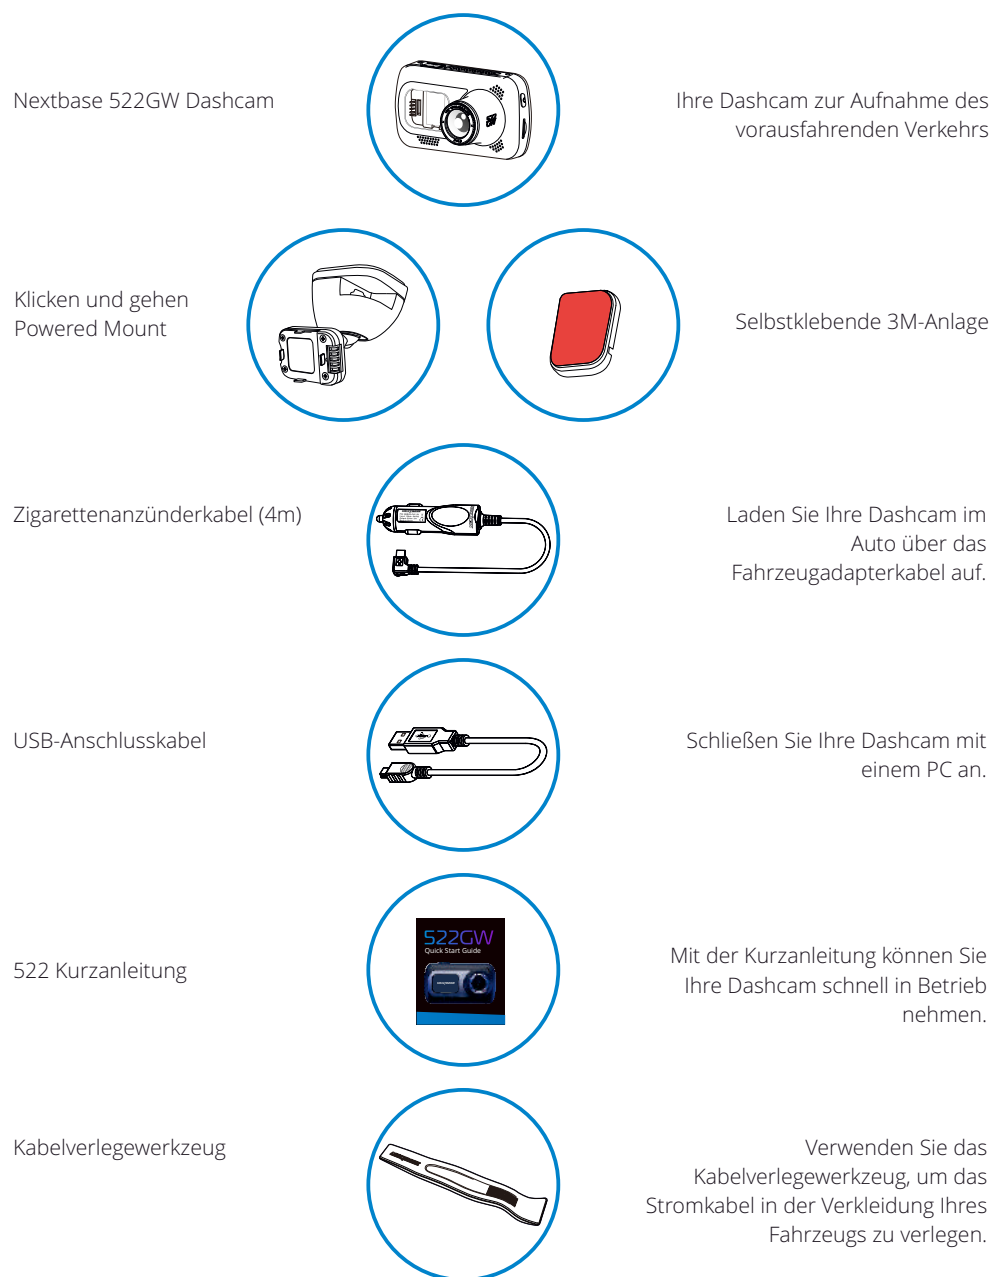 Nextbase 522GW Dashcam
Ihre Dashcam zur Aufnahme des
vorausfahrenden Verkehrs
Klicken und gehen
Powered Mount
Selbstklebende 3M-Anlage
Zigarettenanzünderkabel (4m)
Laden Sie Ihre Dashcam im
Auto über das
Fahrzeugadapterkabel auf.
USB-Anschlusskabel
Schließen Sie Ihre Dashcam mit
einem PC an.
522 Kurzanleitung
522GW
Quick Start Guide
Mit der Kurzanleitung können Sie
Ihre Dashcam schnell in Betrieb
nehmen.
Kabelverlegewerkzeug
Verwenden Sie das
Kabelverlegewerkzeug, um das
Stromkabel in der Verkleidung Ihres
Fahrzeugs zu verlegen.